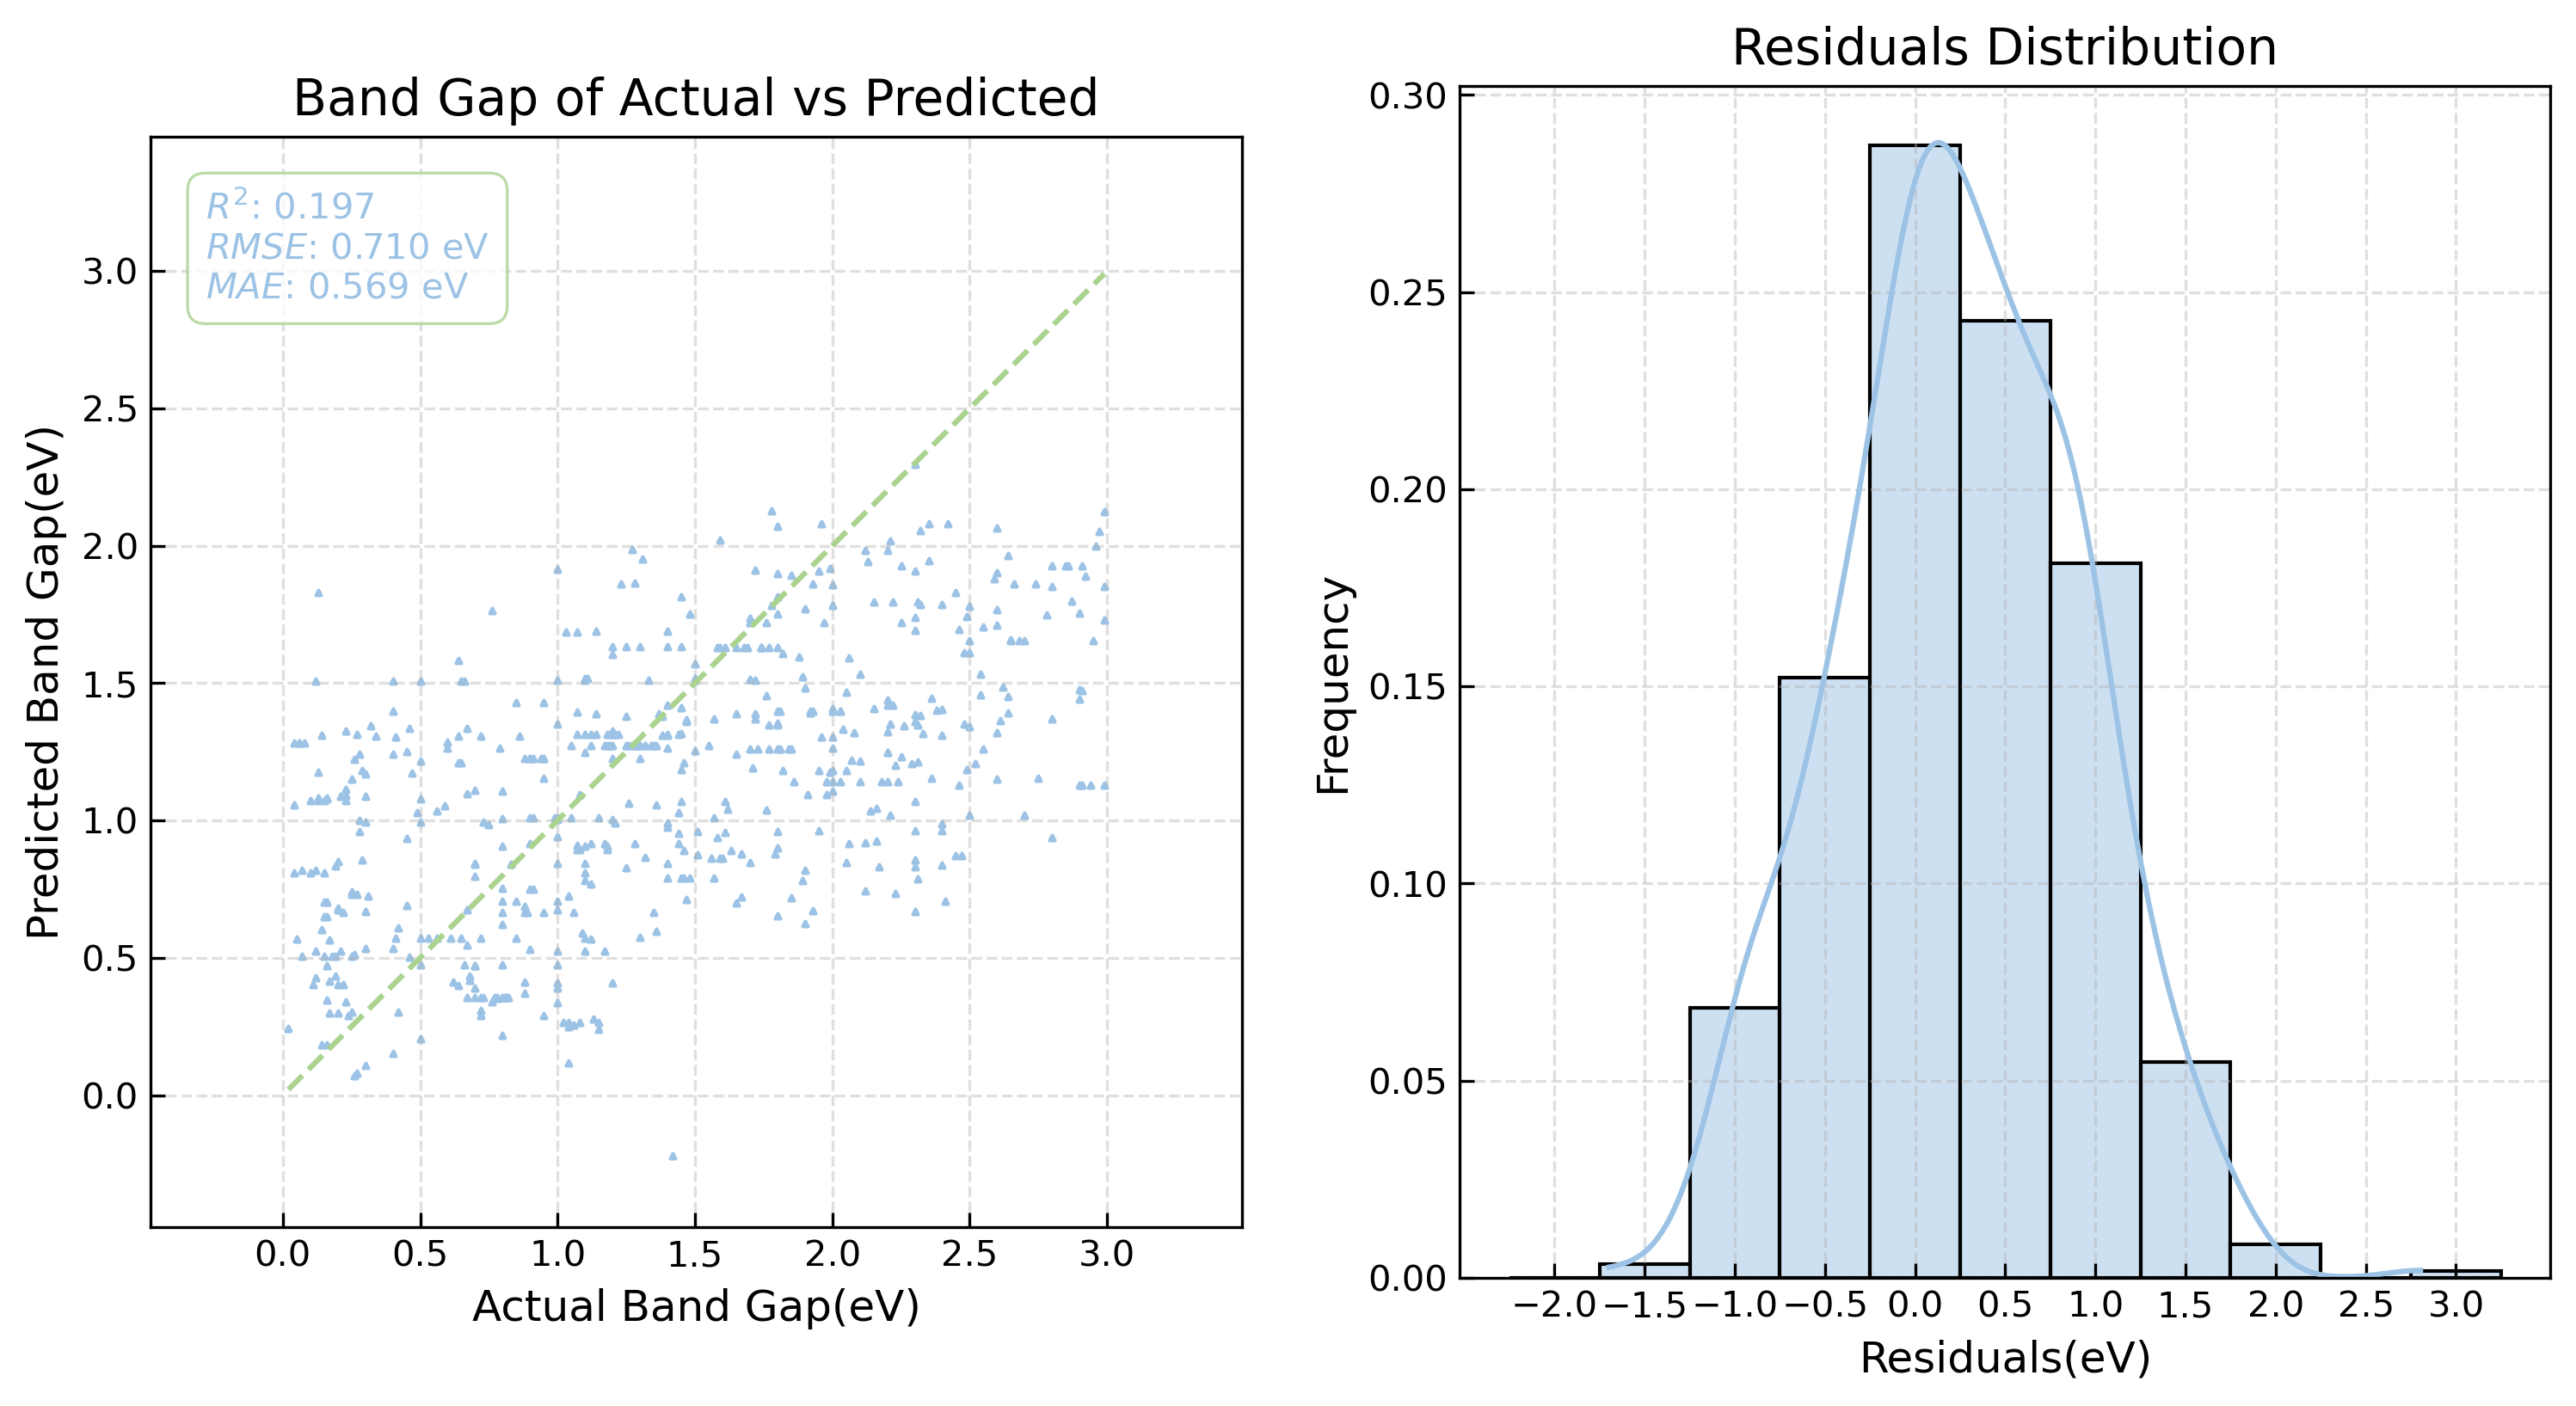 Band Gap of Actual vs Predicted
R²: 0.197
RMSE: 0.710 eV
MAE: 0.569 eV
Predicted Band Gap(eV)
3.0
2.5
2.0
1.5
1.0
0.5
0.0
0.0 0.5 1.0 1.5 2.0 2.5 3.0
Actual Band Gap(eV)
Residuals Distribution
Frequency
0.30
0.25
0.20
0.15
0.10
0.05
0.00
−2.0 −1.5 −1.0 −0.5 0.0 0.5 1.0 1.5 2.0 2.5 3.0
Residuals(eV)